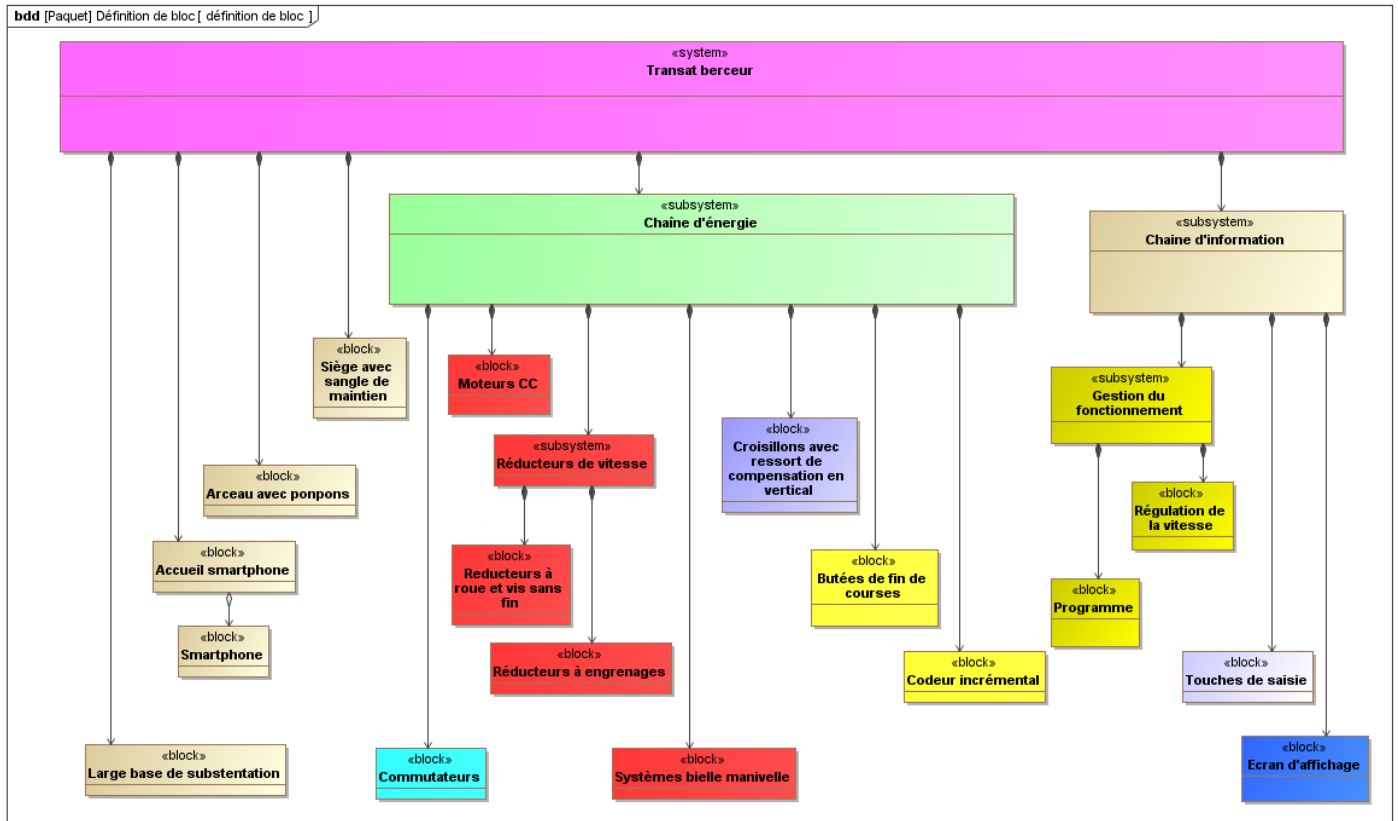 bdd [Paquet] Définition de bloc [ définition de bloc ]
«system»
Transat berceur
«subsystem»
Chaîne d'énergie
«subsystem»
Chaine d'information
«block»
Siège avec
sangle de
maintien
«block»
Moteurs CC
«subsystem»
Gestion du
fonctionnement
«block»
Croisillons avec
ressort de
compensation en
vertical
«subsystem»
Réducteurs de vitesse
«block»
Arceau avec ponpons
«block»
Régulation de
la vitesse
«block»
Accueil smartphone
«block»
Reducteurs à
roue et vis sans
fin
«block»
Butées de fin de
courses
«block»
Programme
«block»
Smartphone
«block»
Réducteurs à engrenages
«block»
Codeur incrémental
«block»
Touches de saisie
«block»
Large base de substentation
«block»
Commutateurs
«block»
Systèmes bielle manivelle
«block»
Ecran d'affichage